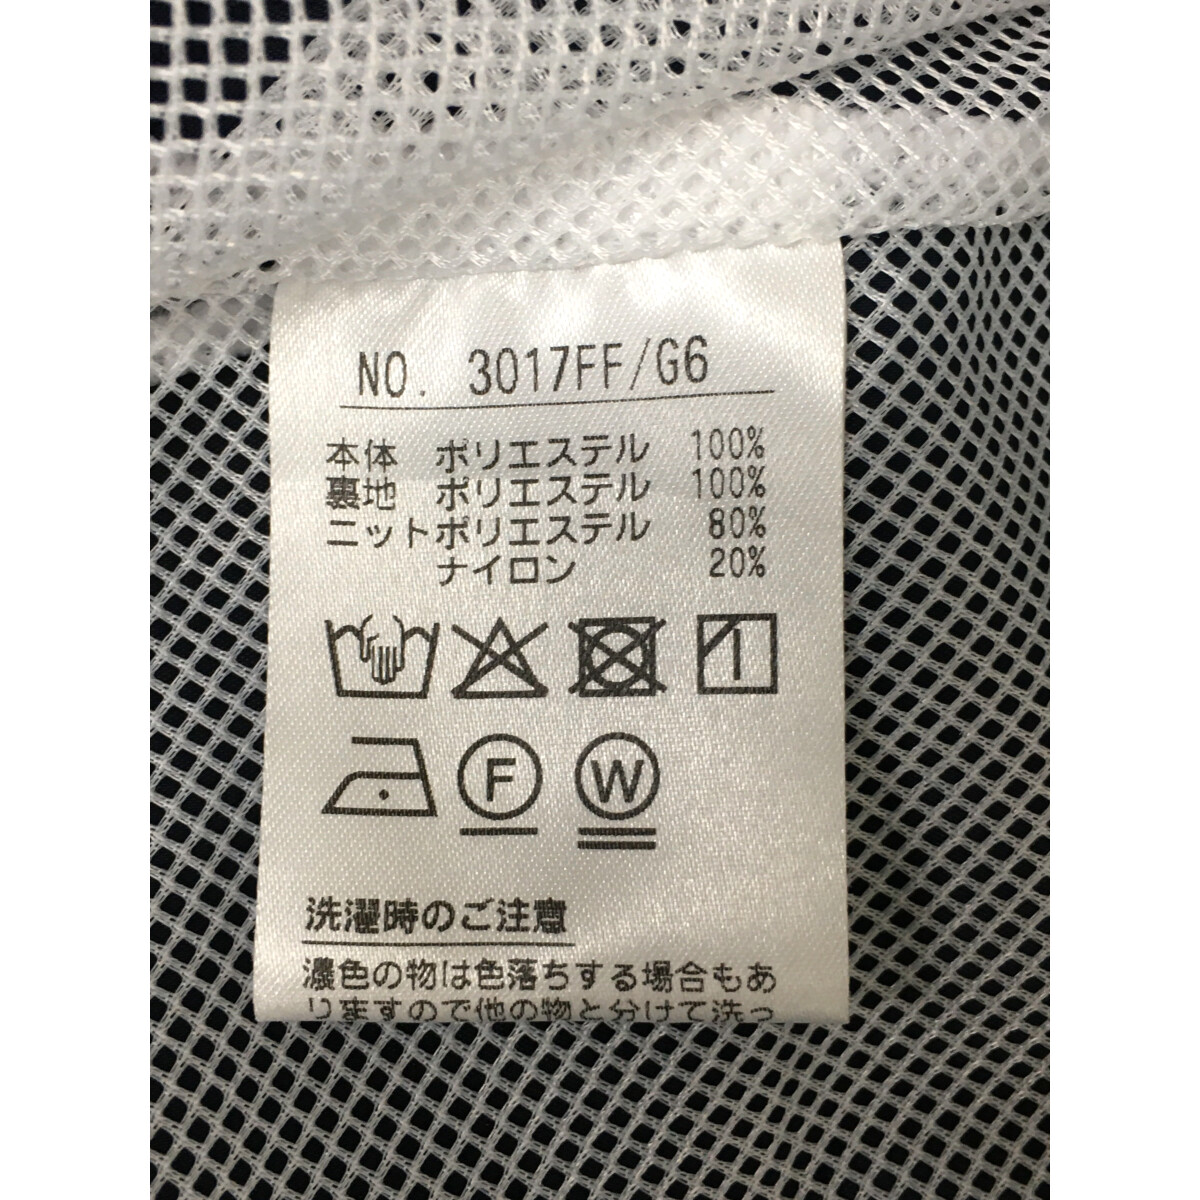 NO. 3017FF/G6
本体 ポリエステル 100%
裏地 ポリエステル 100%
ニットポリエステル 80%
ナイロン 20%
F W
洗濯時のご注意
濃色の物は色落ちする場合もあ
りますので他の物と分けて洗っ